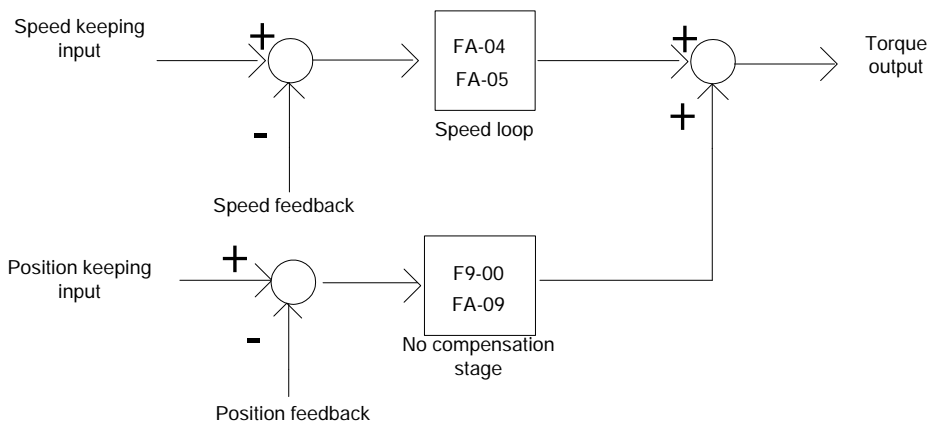 Speed keeping
input
+
-
Speed feedback
FA-04
FA-05
Speed loop
+
+
Torque
output
Position keeping
input
+
-
Position feedback
F9-00
FA-09
No compensation
stage